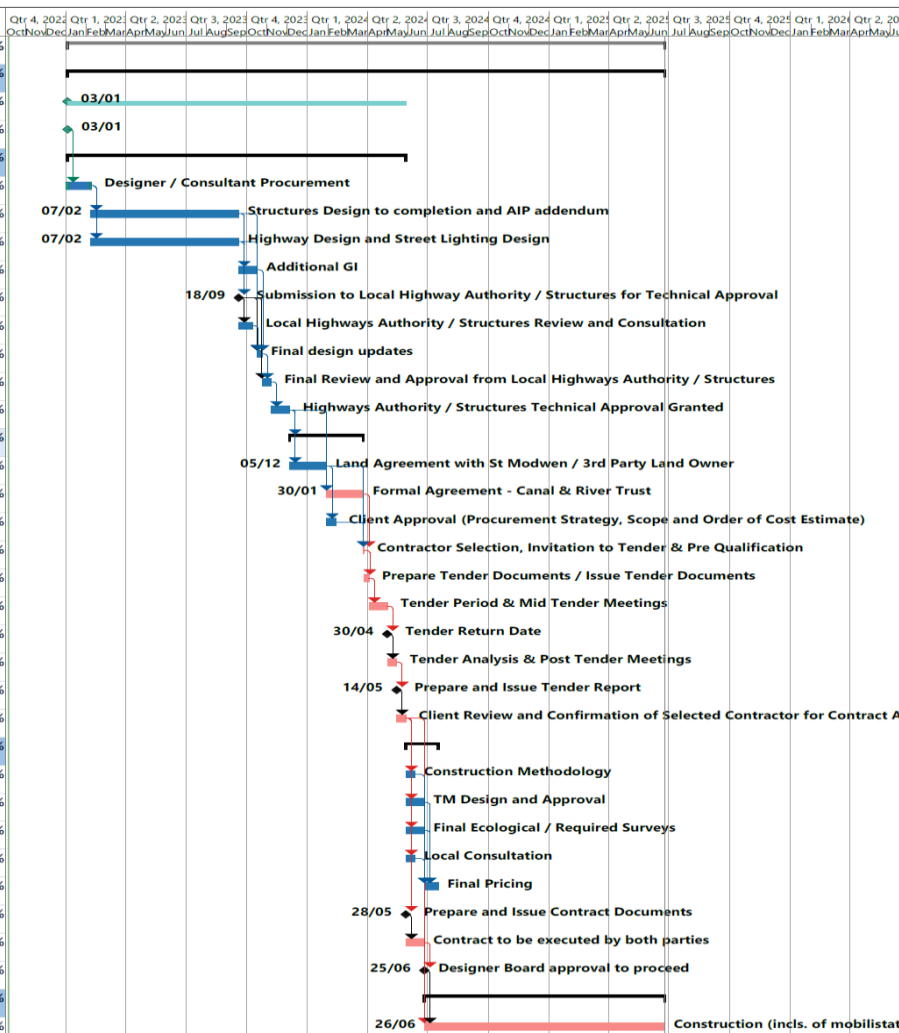 Qtr 4, 2022 Qtr 1, 2023 Qtr 2, 2023 Qtr 3, 2023 Qtr 4, 2023 Qtr 1, 2024 Qtr 2, 2024 Qtr 3, 2024 Qtr 4, 2024 Qtr 1, 2025 Qtr 2, 2025 Qtr 3, 2025 Qtr 4, 2025 Qtr 1, 2026 Qtr 2, 20
Oct Nov Dec Jan Feb Mar Apr May Jun Jul Aug Sep Oct Nov Dec Jan Feb Mar Apr May Jun Jul Aug Sep Oct Nov Dec Jan Feb Mar Apr May Jun Jul Aug Sep Oct Nov Dec Jan Feb Mar Apr May Ju
%
%
% 03/01
% 03/01
%
% Designer / Consultant Procurement
% 07/02 Structures Design to completion and AIP addendum
% 07/02 Highway Design and Street Lighting Design
% Additional GI
% 18/09 Submission to Local Highway Authority / Structures for Technical Approval
% Local Highways Authority / Structures Review and Consultation
% Final design updates
% Final Review and Approval from Local Highways Authority / Structures
% Highways Authority / Structures Technical Approval Granted
%
% 05/12 Land Agreement with St Modwen / 3rd Party Land Owner
% 30/01 Formal Agreement - Canal & River Trust
% Client Approval (Procurement Strategy, Scope and Order of Cost Estimate)
% Contractor Selection, Invitation to Tender & Pre Qualification
% Prepare Tender Documents / Issue Tender Documents
% Tender Period & Mid Tender Meetings
% 30/04 Tender Return Date
% Tender Analysis & Post Tender Meetings
% 14/05 Prepare and Issue Tender Report
% Client Review and Confirmation of Selected Contractor for Contract A
%
% Construction Methodology
% TM Design and Approval
% Final Ecological / Required Surveys
% Local Consultation
% Final Pricing
% 28/05 Prepare and Issue Contract Documents
% Contract to be executed by both parties
% 25/06 Designer Board approval to proceed
%
% 26/06 Construction (incls. of mobilistat